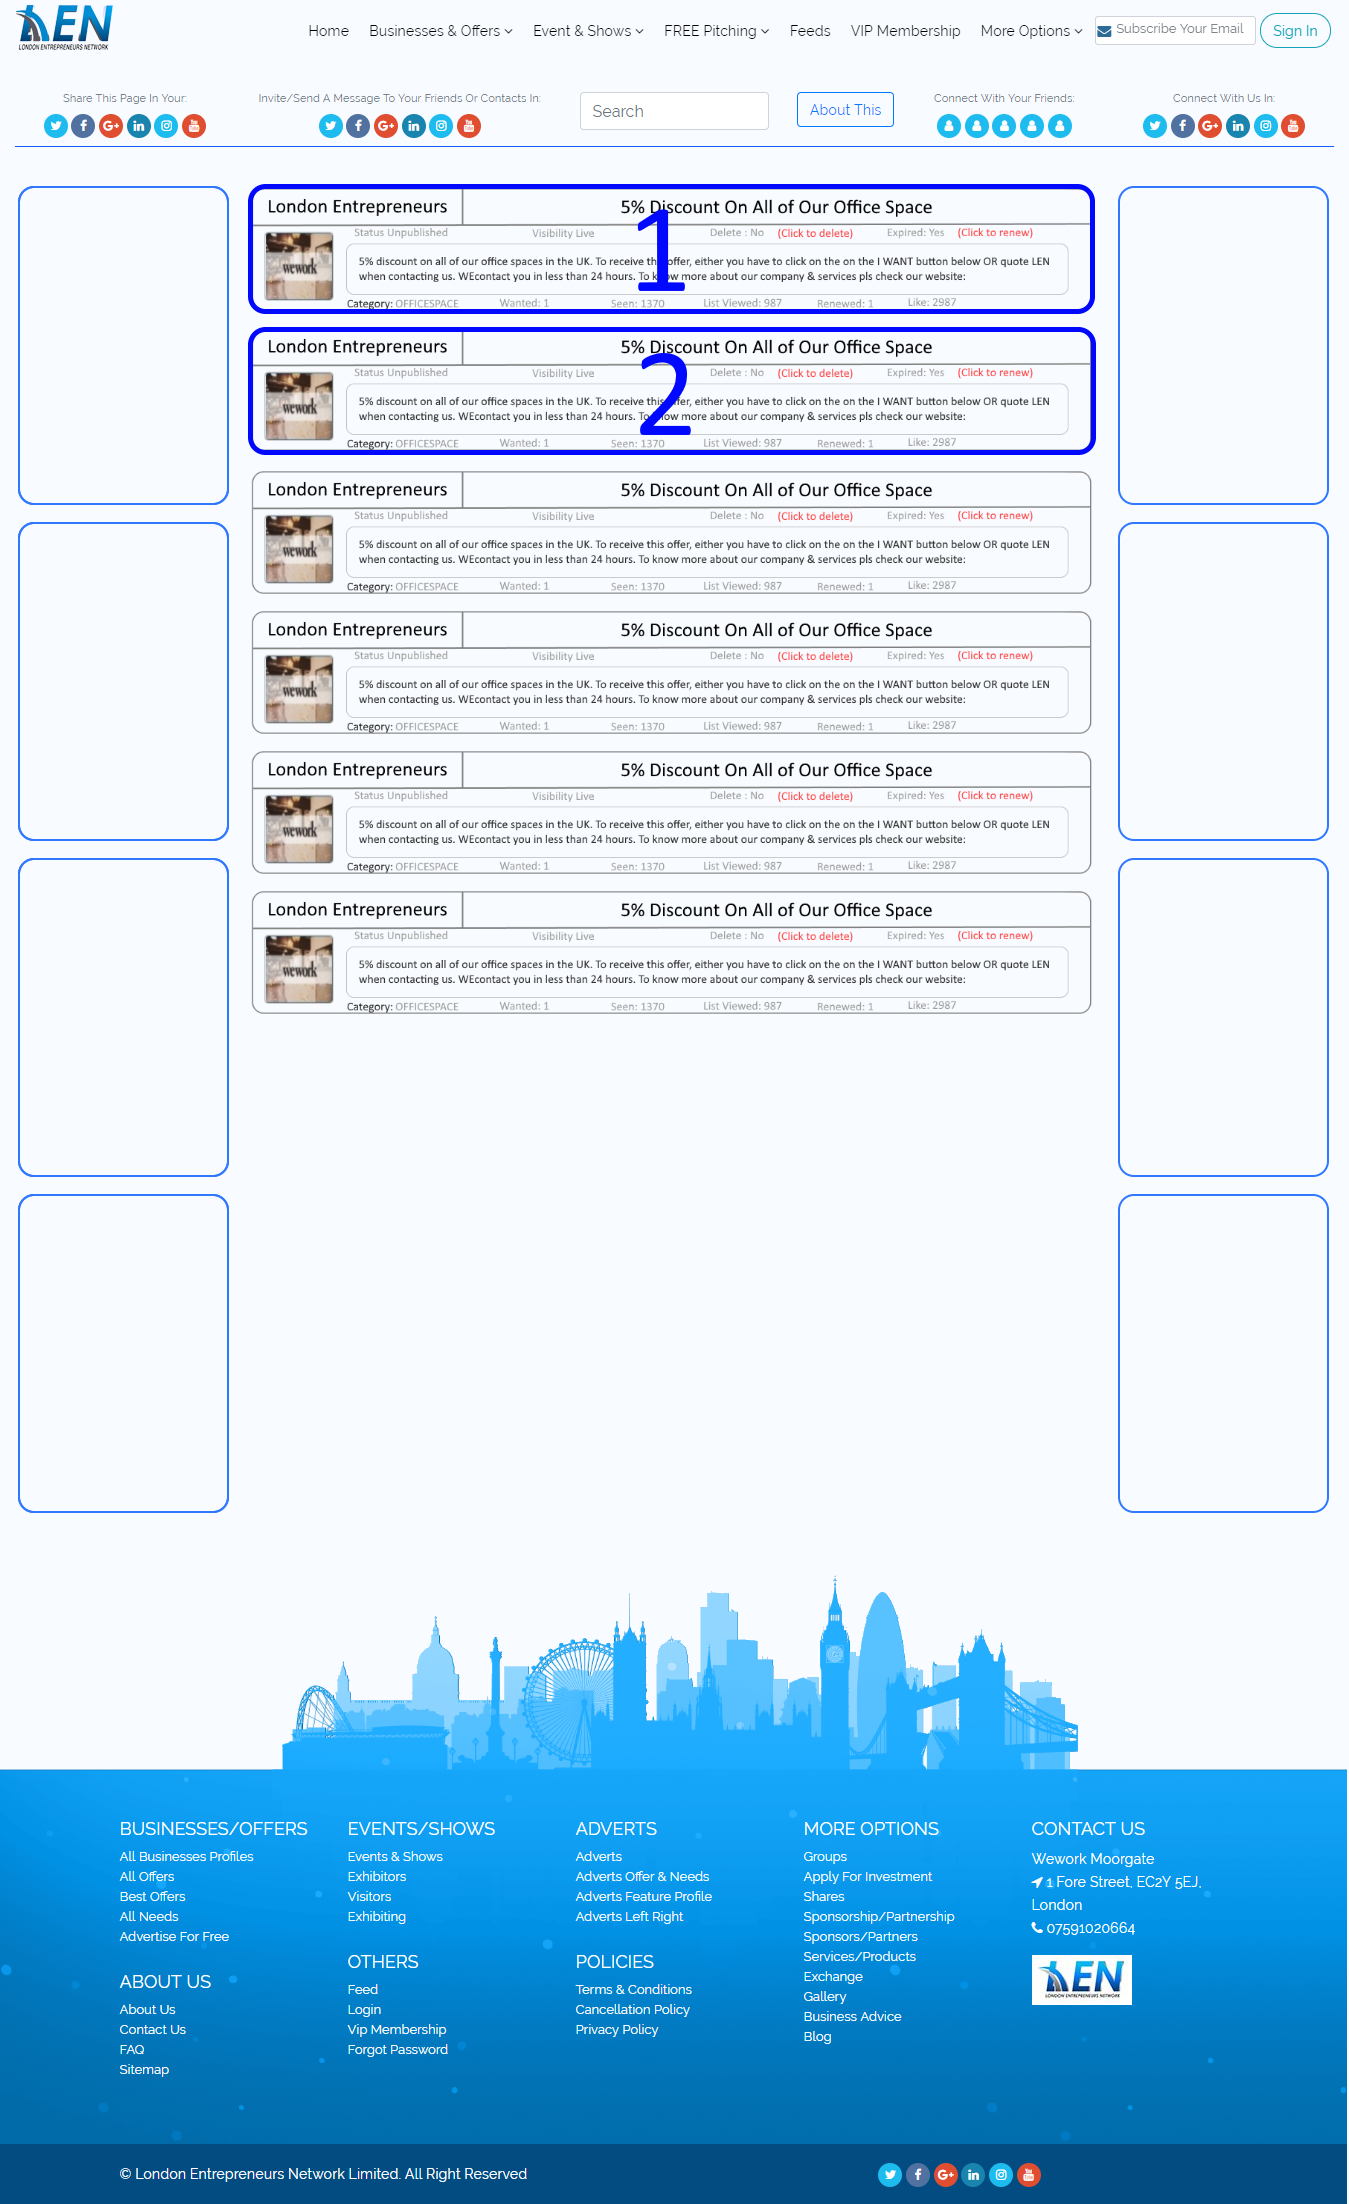 LEN
LONDON ENTREPRENEURS NETWORK
Home Businesses & Offers Event & Shows FREE Pitching Feeds VIP Membership More Options Subscribe Your Email Sign In
Share This Page In Your: Invite/Send A Message To Your Friends Or Contacts In: Search About This Connect With Your Friends: Connect With Us In:
London Entrepreneurs 5% Discount On All of Our Office Space
Status Unpublished Visibility Live Delete : No (Click to delete) Expired: Yes (Click to renew)
1
wework
5% discount on all of our office spaces in the UK. To receive this offer, either you have to click on the on the I WANT button below OR quote LEN
when contacting us. WEcontact you in less than 24 hours. To know more about our company & services pls check our website:
Category: OFFICESPACE Wanted: 1 Seen: 1370 List Viewed: 987 Renewed: 1 Like: 2987
London Entrepreneurs 5% Discount On All of Our Office Space
Status Unpublished Visibility Live Delete : No (Click to delete) Expired: Yes (Click to renew)
2
wework
5% discount on all of our office spaces in the UK. To receive this offer, either you have to click on the on the I WANT button below OR quote LEN
when contacting us. WEcontact you in less than 24 hours. To know more about our company & services pls check our website:
Category: OFFICESPACE Wanted: 1 Seen: 1370 List Viewed: 987 Renewed: 1 Like: 2987
London Entrepreneurs 5% Discount On All of Our Office Space
Status Unpublished Visibility Live Delete : No (Click to delete) Expired: Yes (Click to renew)
wework
5% discount on all of our office spaces in the UK. To receive this offer, either you have to click on the on the I WANT button below OR quote LEN
when contacting us. WEcontact you in less than 24 hours. To know more about our company & services pls check our website:
Category: OFFICESPACE Wanted: 1 Seen: 1370 List Viewed: 987 Renewed: 1 Like: 2987
London Entrepreneurs 5% Discount On All of Our Office Space
Status Unpublished Visibility Live Delete : No (Click to delete) Expired: Yes (Click to renew)
wework
5% discount on all of our office spaces in the UK. To receive this offer, either you have to click on the on the I WANT button below OR quote LEN
when contacting us. WEcontact you in less than 24 hours. To know more about our company & services pls check our website:
Category: OFFICESPACE Wanted: 1 Seen: 1370 List Viewed: 987 Renewed: 1 Like: 2987
London Entrepreneurs 5% Discount On All of Our Office Space
Status Unpublished Visibility Live Delete : No (Click to delete) Expired: Yes (Click to renew)
wework
5% discount on all of our office spaces in the UK. To receive this offer, either you have to click on the on the I WANT button below OR quote LEN
when contacting us. WEcontact you in less than 24 hours. To know more about our company & services pls check our website:
Category: OFFICESPACE Wanted: 1 Seen: 1370 List Viewed: 987 Renewed: 1 Like: 2987
London Entrepreneurs 5% Discount On All of Our Office Space
Status Unpublished Visibility Live Delete : No (Click to delete) Expired: Yes (Click to renew)
wework
5% discount on all of our office spaces in the UK. To receive this offer, either you have to click on the on the I WANT button below OR quote LEN
when contacting us. WEcontact you in less than 24 hours. To know more about our company & services pls check our website:
Category: OFFICESPACE Wanted: 1 Seen: 1370 List Viewed: 987 Renewed: 1 Like: 2987
BUSINESSES/OFFERS
All Businesses Profiles
All Offers
Best Offers
All Needs
Advertise For Free
ABOUT US
About Us
Contact Us
FAQ
Sitemap
EVENTS/SHOWS
Events & Shows
Exhibitors
Visitors
Exhibiting
OTHERS
Feed
Login
Vip Membership
Forgot Password
ADVERTS
Adverts
Adverts Offer & Needs
Adverts Feature Profile
Adverts Left Right
POLICIES
Terms & Conditions
Cancellation Policy
Privacy Policy
MORE OPTIONS
Groups
Apply For Investment
Shares
Sponsorship/Partnership
Sponsors/Partners
Services/Products
Exchange
Gallery
Business Advice
Blog
CONTACT US
Wework Moorgate
1 Fore Street, EC2Y 5EJ,
London
07591020664
LEN
LONDON ENTREPRENEURS NETWORK
© London Entrepreneurs Network Limited. All Right Reserved